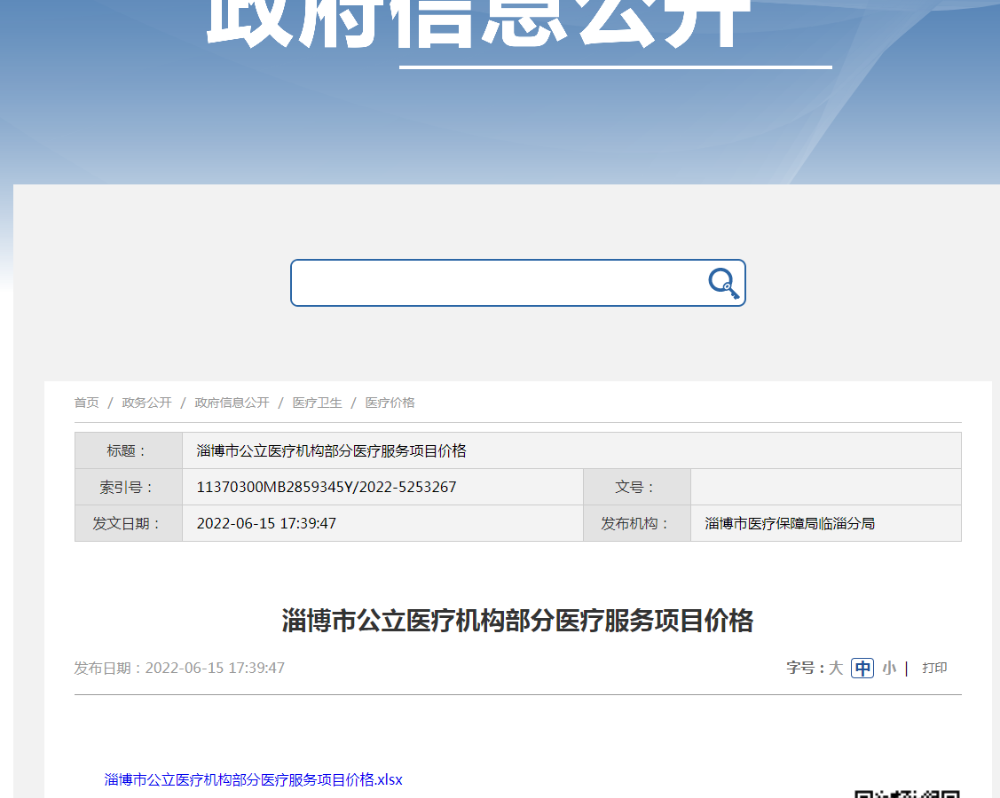 政府信息公开
首页 / 政务公开 / 政府信息公开 / 医疗卫生 / 医疗价格
标题： 淄博市公立医疗机构部分医疗服务项目价格
索引号： 11370300MB2859345Y/2022-5253267 文号：
发文日期： 2022-06-15 17:39:47 发布机构： 淄博市医疗保障局临淄分局
淄博市公立医疗机构部分医疗服务项目价格
发布日期：2022-06-15 17:39:47 字号：大 中 小 | 打印
淄博市公立医疗机构部分医疗服务项目价格.xlsx